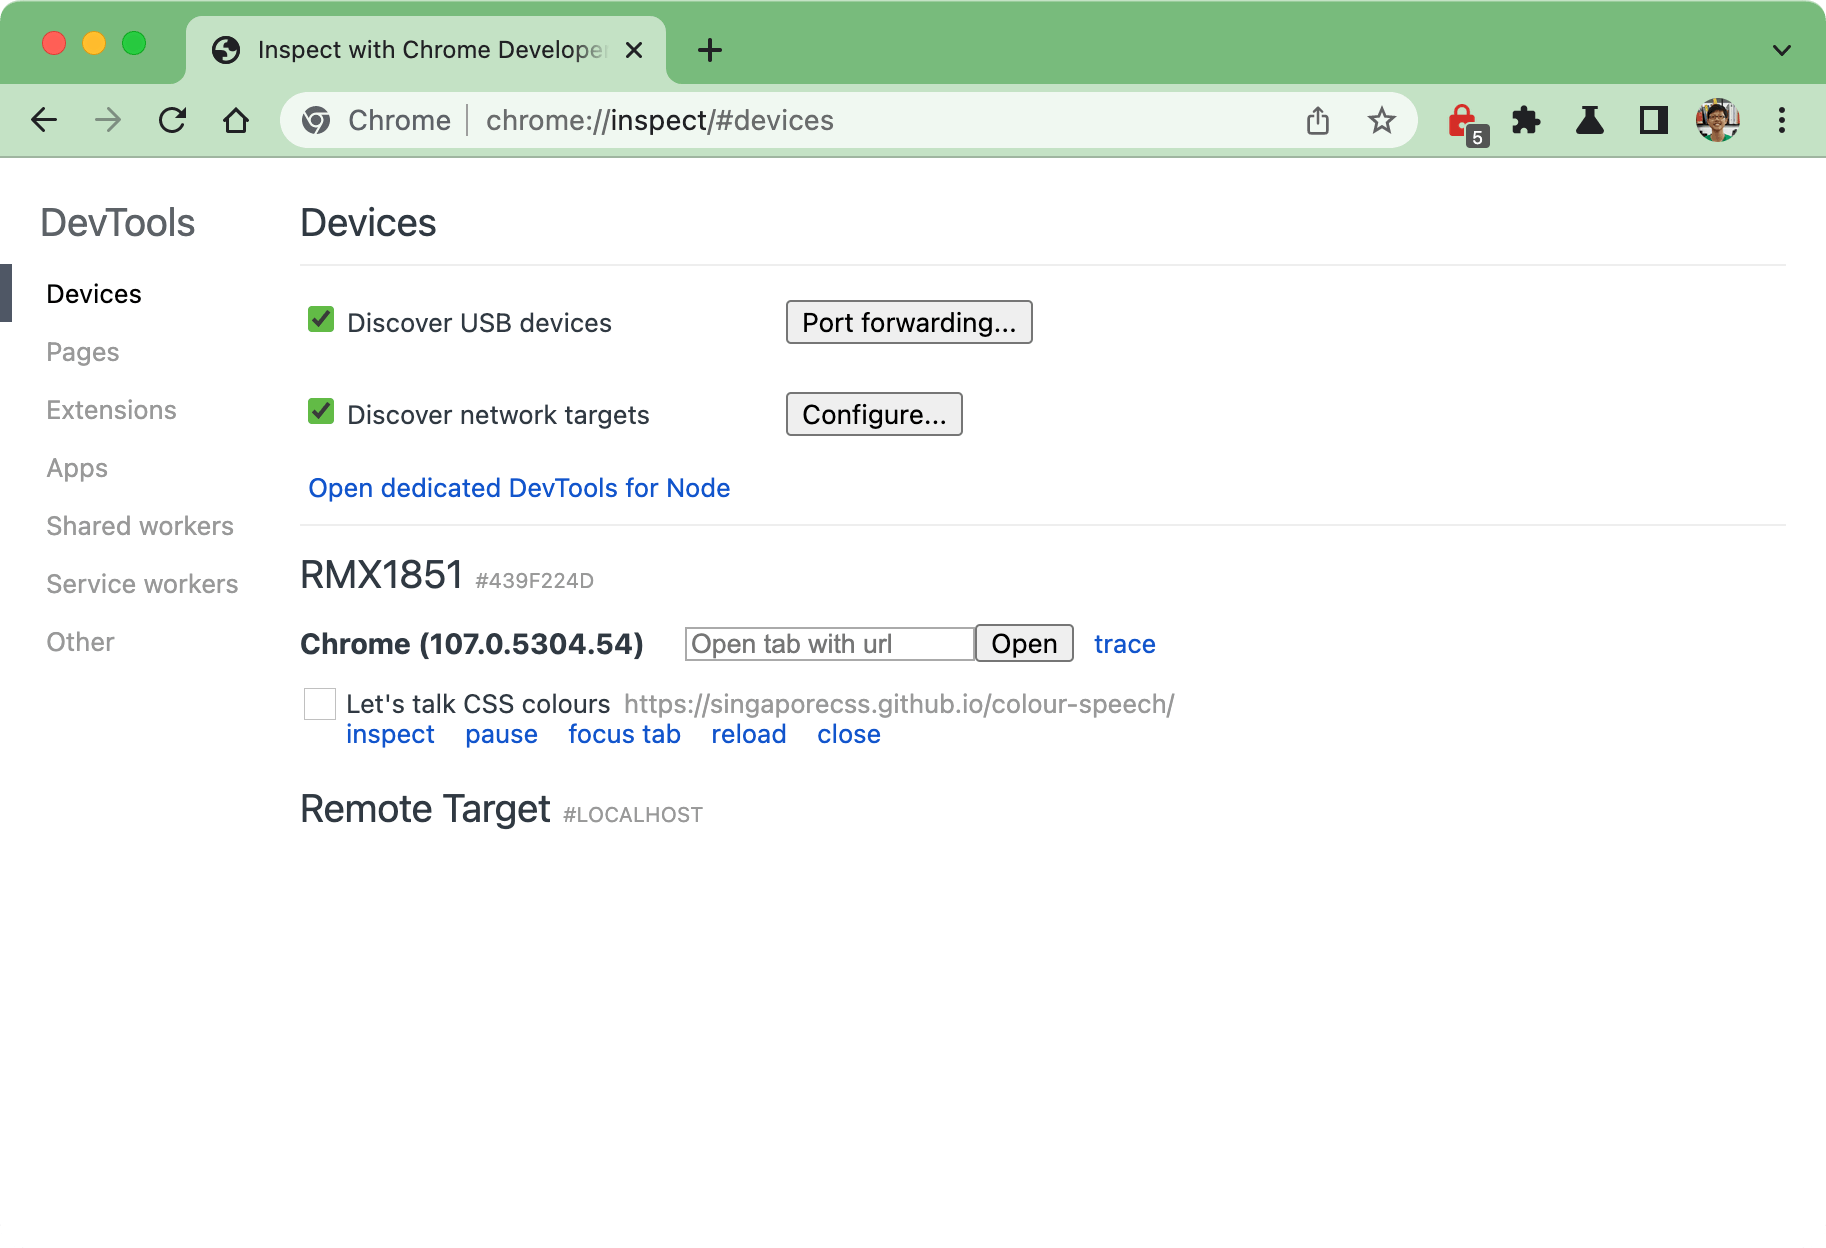 Inspect with Chrome Develope
Chrome chrome://inspect/#devices
5
DevTools
Devices
Pages
Extensions
Apps
Shared workers
Service workers
Other
Devices
Discover USB devices Port forwarding...
Discover network targets Configure...
Open dedicated DevTools for Node
RMX1851 #439F224D
Chrome (107.0.5304.54) Open tab with url Open trace
Let's talk CSS colours https://singaporecss.github.io/colour-speech/
inspect pause focus tab reload close
Remote Target #LOCALHOST